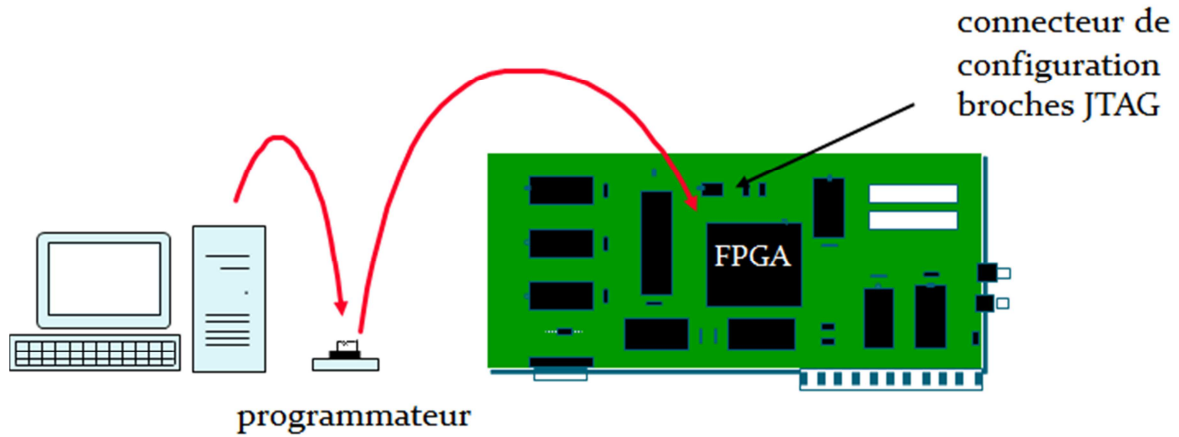 connecteur de
configuration
broches JTAG
FPGA
programmateur